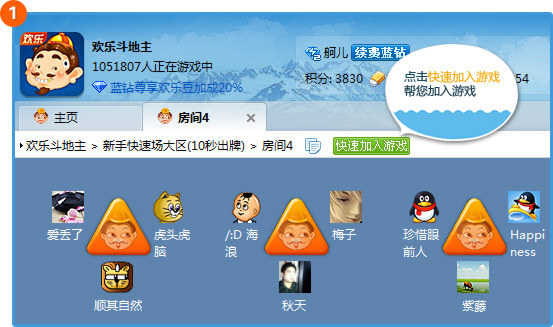 1
欢乐
欢乐斗地主
1051807人正在游戏中
蓝钻尊享欢乐豆加成20%
舸儿 续费蓝钻
积分: 3830
54
点击快速加入游戏
帮您加入游戏
主页
房间4
欢乐斗地主 > 新手快速场大区(10秒出牌) > 房间4
快速加入游戏
爱丢了
虎头虎
脑
顺其自然
/:D 海
浪
梅子
秋天
珍惜眼
前人
Happi
ness
紫藤